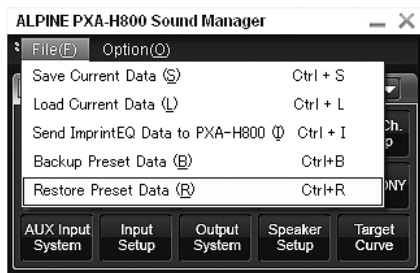 ALPINE PXA-H800 Sound Manager
File(F) Option(O)
Save Current Data (S) Ctrl + S
Load Current Data (L) Ctrl + L
Send ImprintEQ Data to PXA-H800 (I) Ctrl + I
Backup Preset Data (B) Ctrl+B
Restore Preset Data (R) Ctrl+R
Ch.
AUX Input System
Input Setup
Output System
Speaker Setup
Target Curve